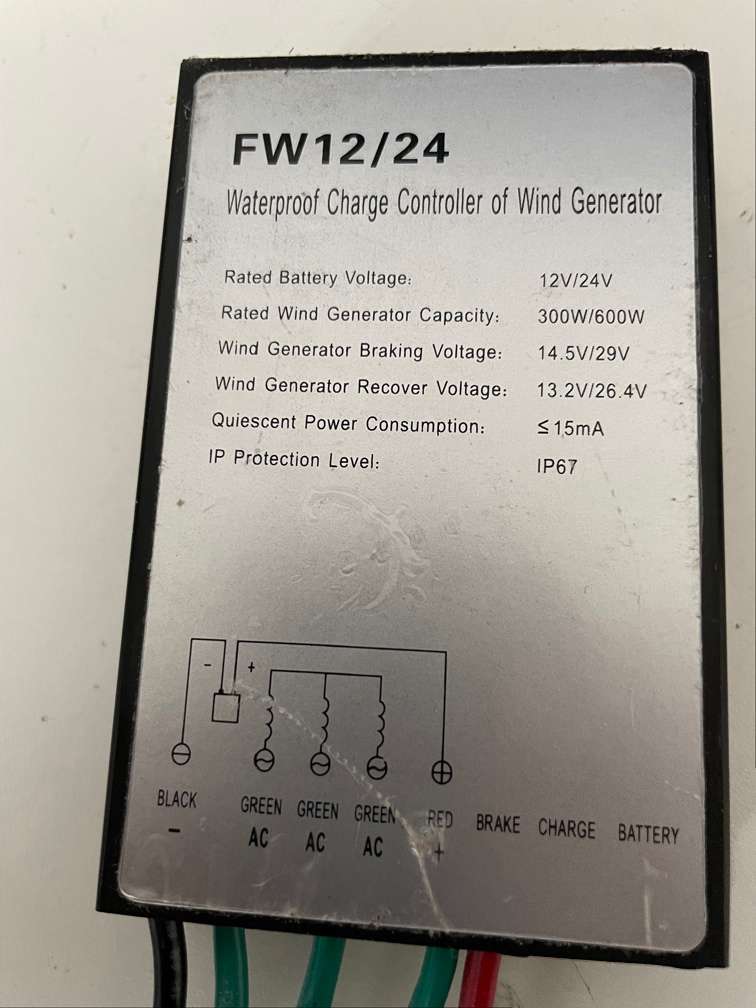 FW12/24
Waterproof Charge Controller of Wind Generator
Rated Battery Voltage: 12V/24V
Rated Wind Generator Capacity: 300W/600W
Wind Generator Braking Voltage: 14.5V/29V
Wind Generator Recover Voltage: 13.2V/26.4V
Quiescent Power Consumption: ≤15mA
IP Protection Level: IP67
- +
BLACK GREEN GREEN GREEN RED BRAKE CHARGE BATTERY
- AC AC AC +